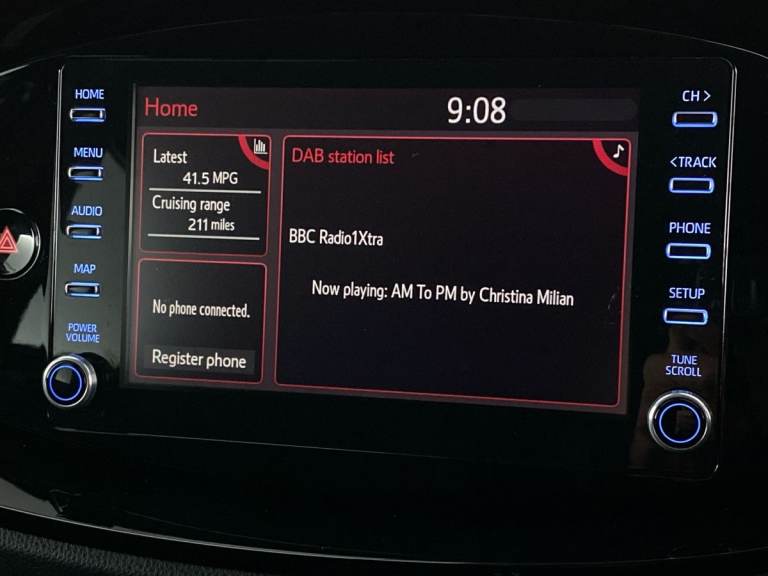 HOME
MENU
AUDIO
MAP
POWER
VOLUME
Home
9:08
Latest
41.5 MPG
Cruising range
211 miles
No phone connected.
Register phone
DAB station list
BBC Radio1Xtra
Now playing: AM To PM by Christina Milian
CH >
<TRACK
PHONE
SETUP
TUNE
SCROLL